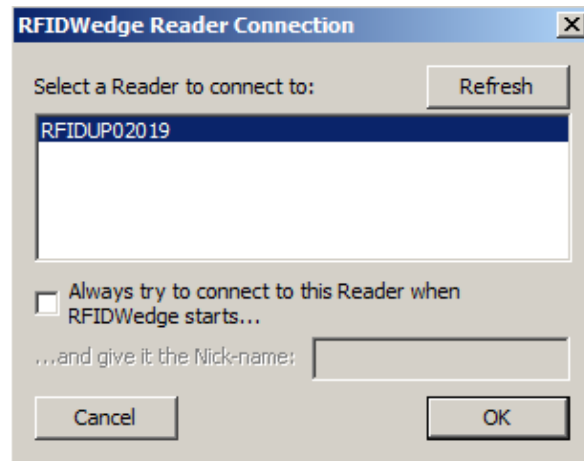 RFIDWedge Reader Connection
Select a Reader to connect to:
Refresh
RFIDUP02019
Always try to connect to this Reader when
RFIDWedge starts...
...and give it the Nick-name:
Cancel
OK